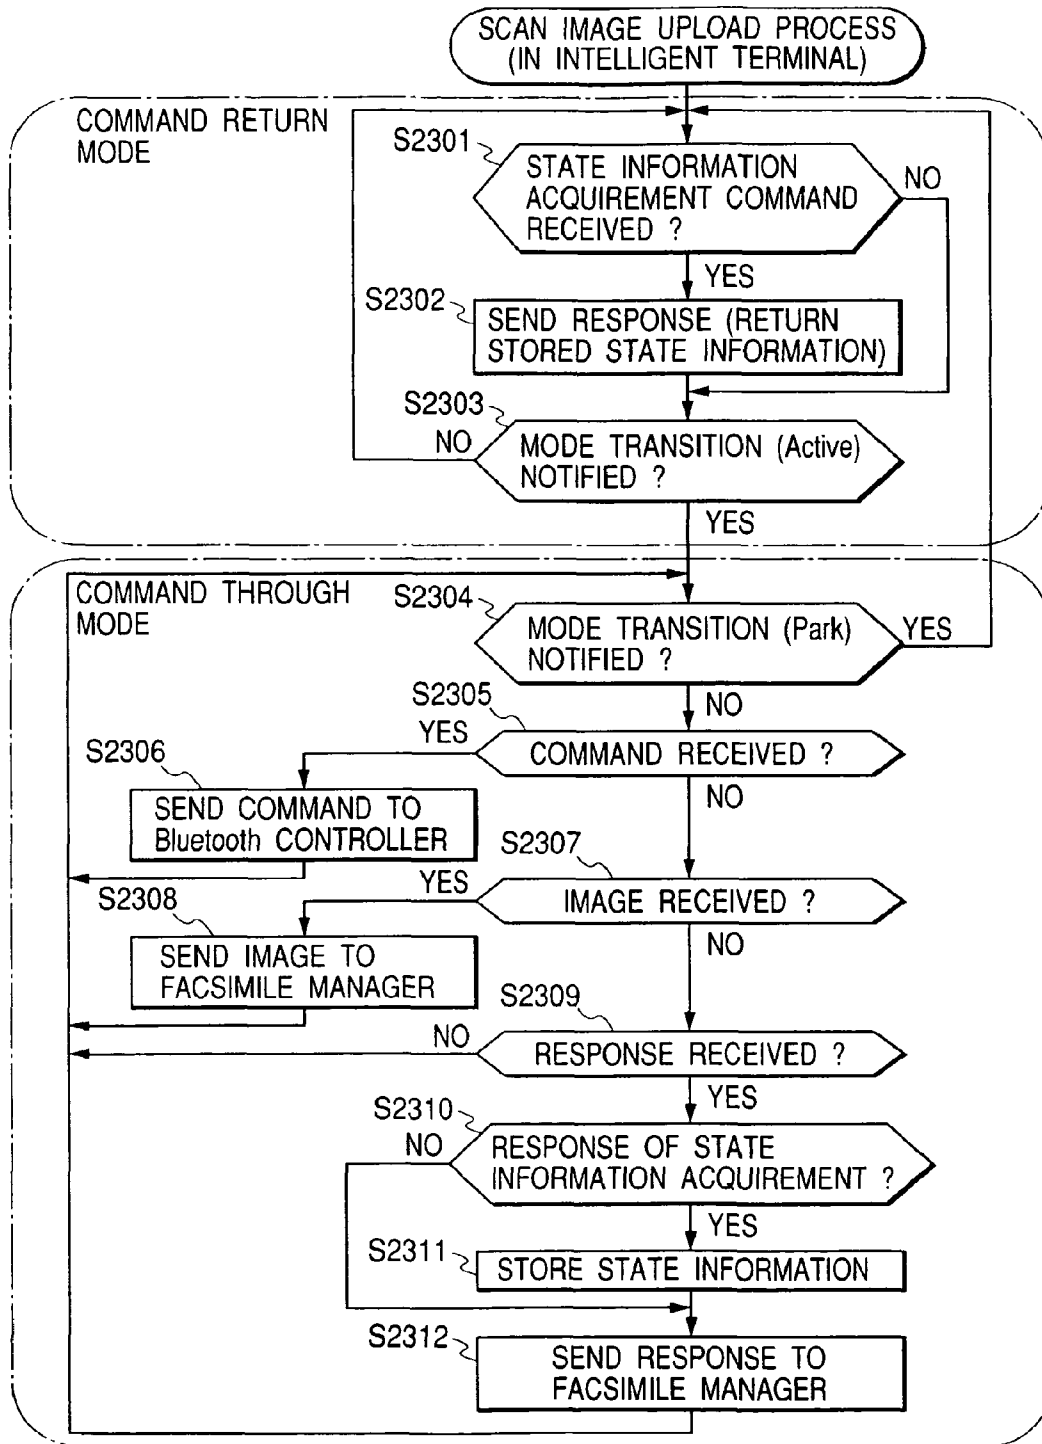 SCAN IMAGE UPLOAD PROCESS
(IN INTELLIGENT TERMINAL)
COMMAND RETURN
MODE
S2301
STATE INFORMATION
ACQUIREMENT COMMAND
RECEIVED ?
NO
YES
S2302
SEND RESPONSE (RETURN
STORED STATE INFORMATION)
S2303
NO
MODE TRANSITION (Active)
NOTIFIED ?
YES
COMMAND THROUGH
MODE
S2304
MODE TRANSITION (Park)
NOTIFIED ?
YES
NO
S2305
YES
COMMAND RECEIVED ?
NO
S2306
SEND COMMAND TO
Bluetooth CONTROLLER
S2307
YES
IMAGE RECEIVED ?
NO
S2308
SEND IMAGE TO
FACSIMILE MANAGER
S2309
NO
RESPONSE RECEIVED ?
YES
S2310
NO
RESPONSE OF STATE
INFORMATION ACQUIREMENT ?
YES
S2311
STORE STATE INFORMATION
S2312
SEND RESPONSE TO
FACSIMILE MANAGER